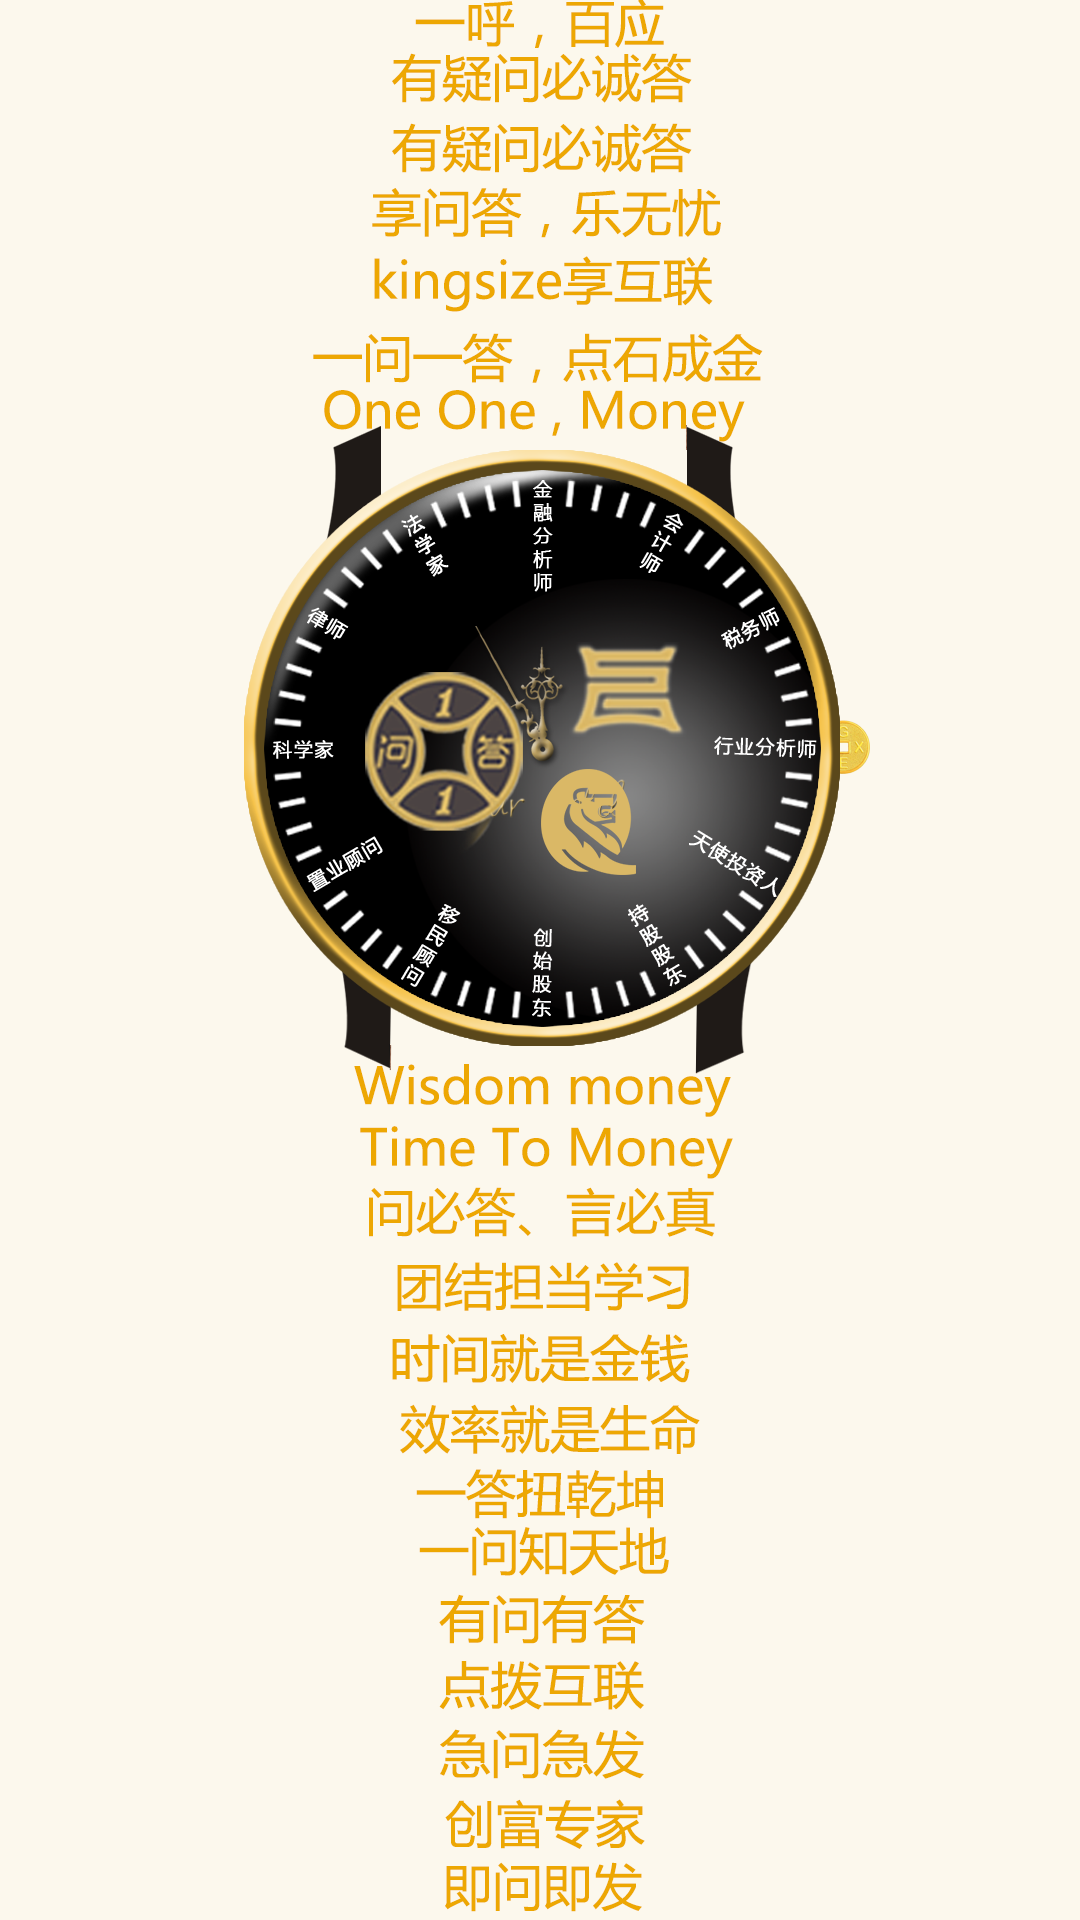 一呼，百应
有疑问必诚答
有疑问必诚答
享问答，乐无忧
kingsize享互联
一问一答，点石成金
One One , Money
金融分析师
会计师
税务师
行业分析师
天使投资人
持股股东
创始股东
移民顾问
置业顾问
科学家
律师
法学家
1
问
答
1
G
X
E
Wisdom money
Time To Money
问必答、言必真
团结担当学习
时间就是金钱
效率就是生命
一答扭乾坤
一问知天地
有问有答
点拨互联
急问急发
创富专家
即问即发